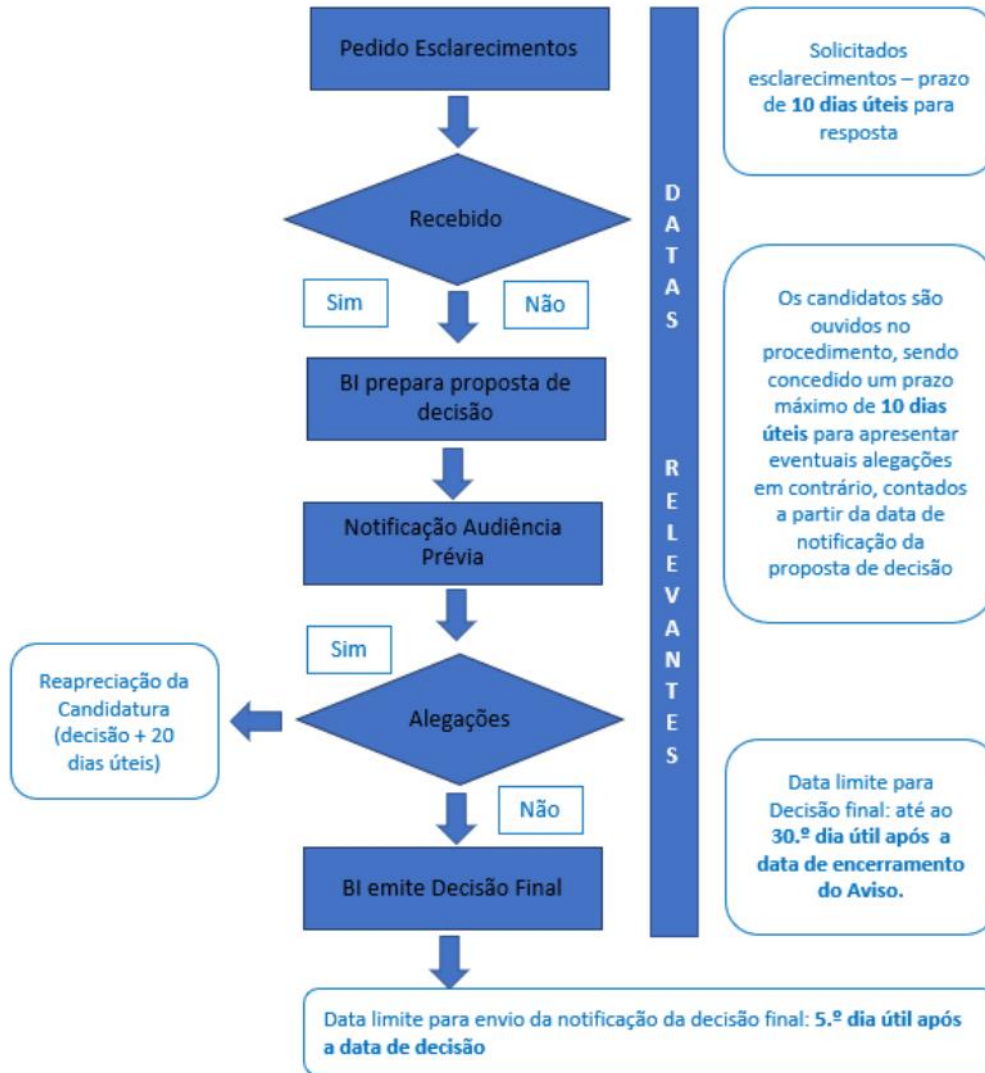 Pedido Esclarecimentos
Solicitados
esclarecimentos – prazo
de 10 dias úteis para
resposta
Recebido
Sim
Não
BI prepara proposta de
decisão
Notificação Audiência
Prévia
Sim
Alegações
Reapreciação da
Candidatura
(decisão + 20
dias úteis)
Não
BI emite Decisão Final
DATAS
RELEVANTES
Os candidatos são
ouvidos no
procedimento, sendo
concedido um prazo
máximo de 10 dias
úteis para apresentar
eventuais alegações
em contrário, contados
a partir da data de
notificação da
proposta de decisão
Data limite para
Decisão final: até ao
30.º dia útil após a
data de encerramento
do Aviso.
Data limite para envio da notificação da decisão final: 5.º dia útil após
a data de decisão